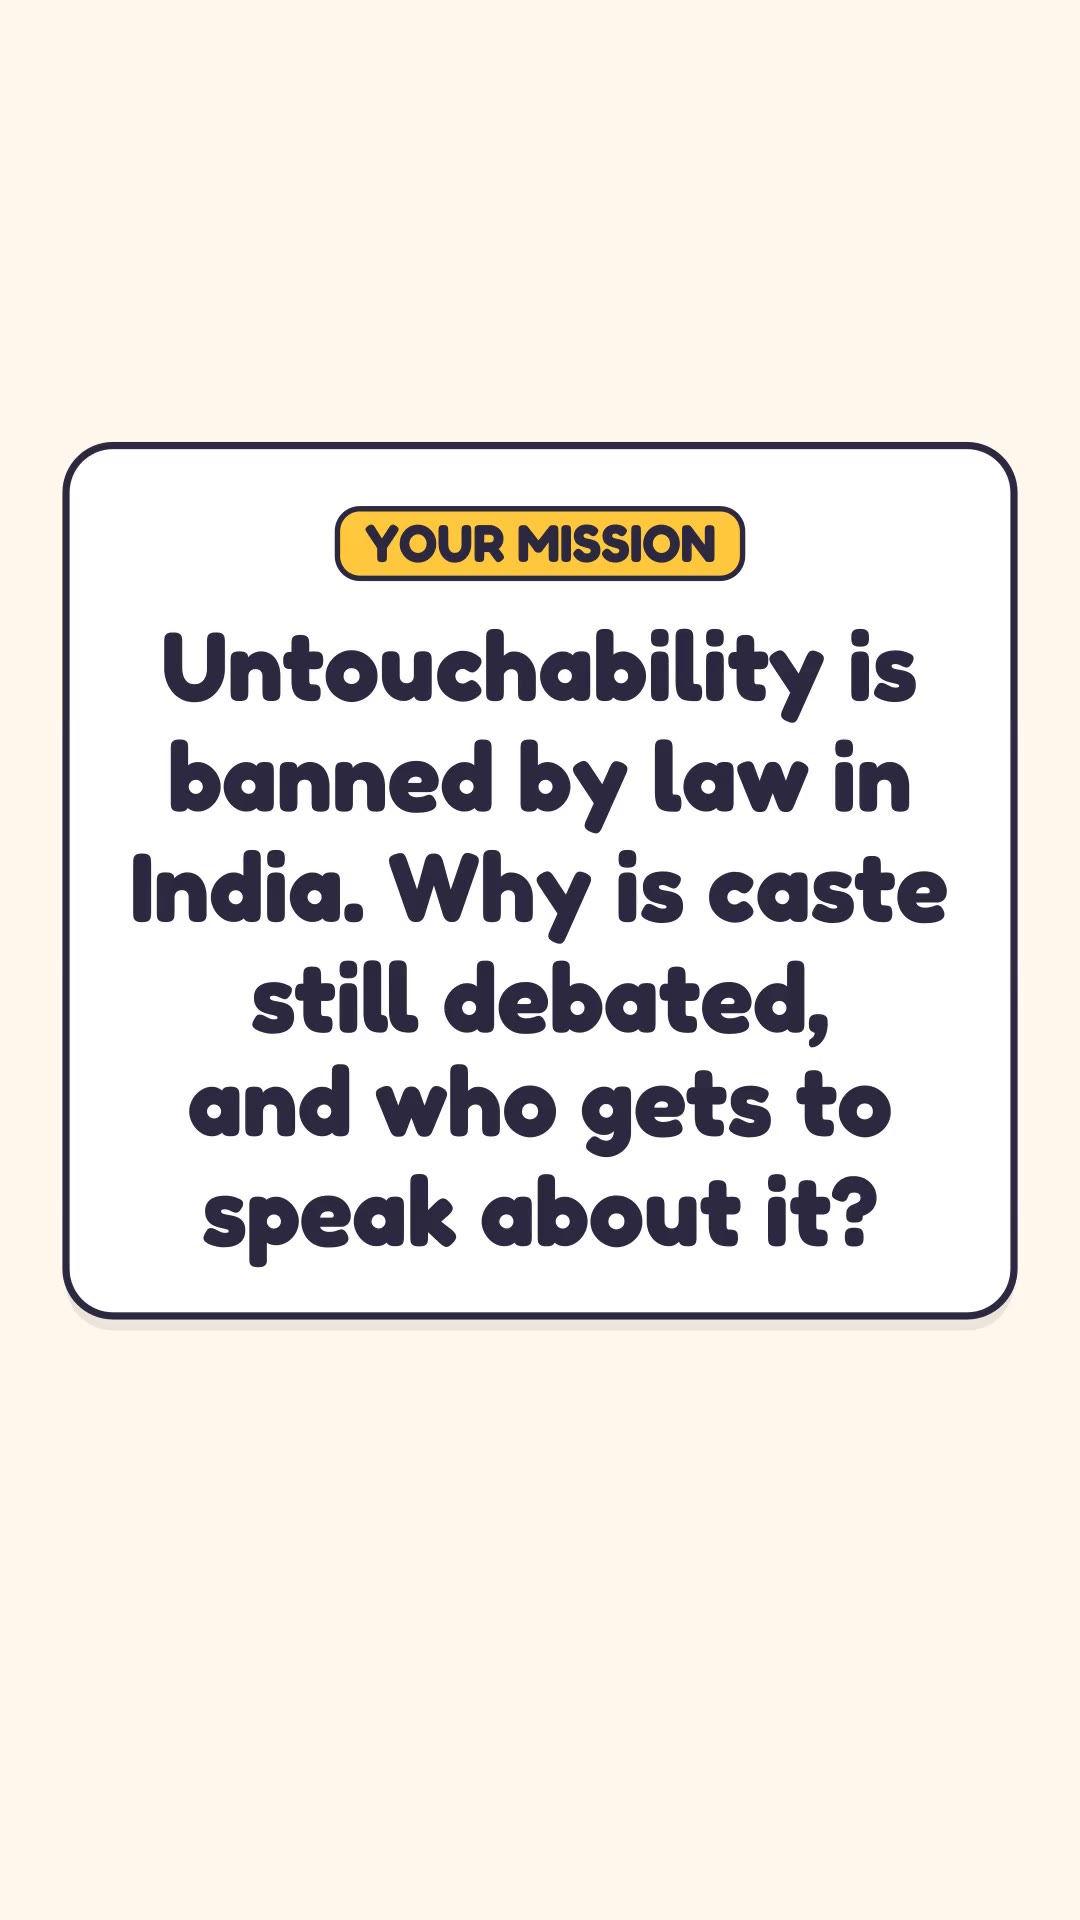 YOUR MISSION
Untouchability is
banned by law in
India. Why is caste
still debated,
and who gets to
speak about it?